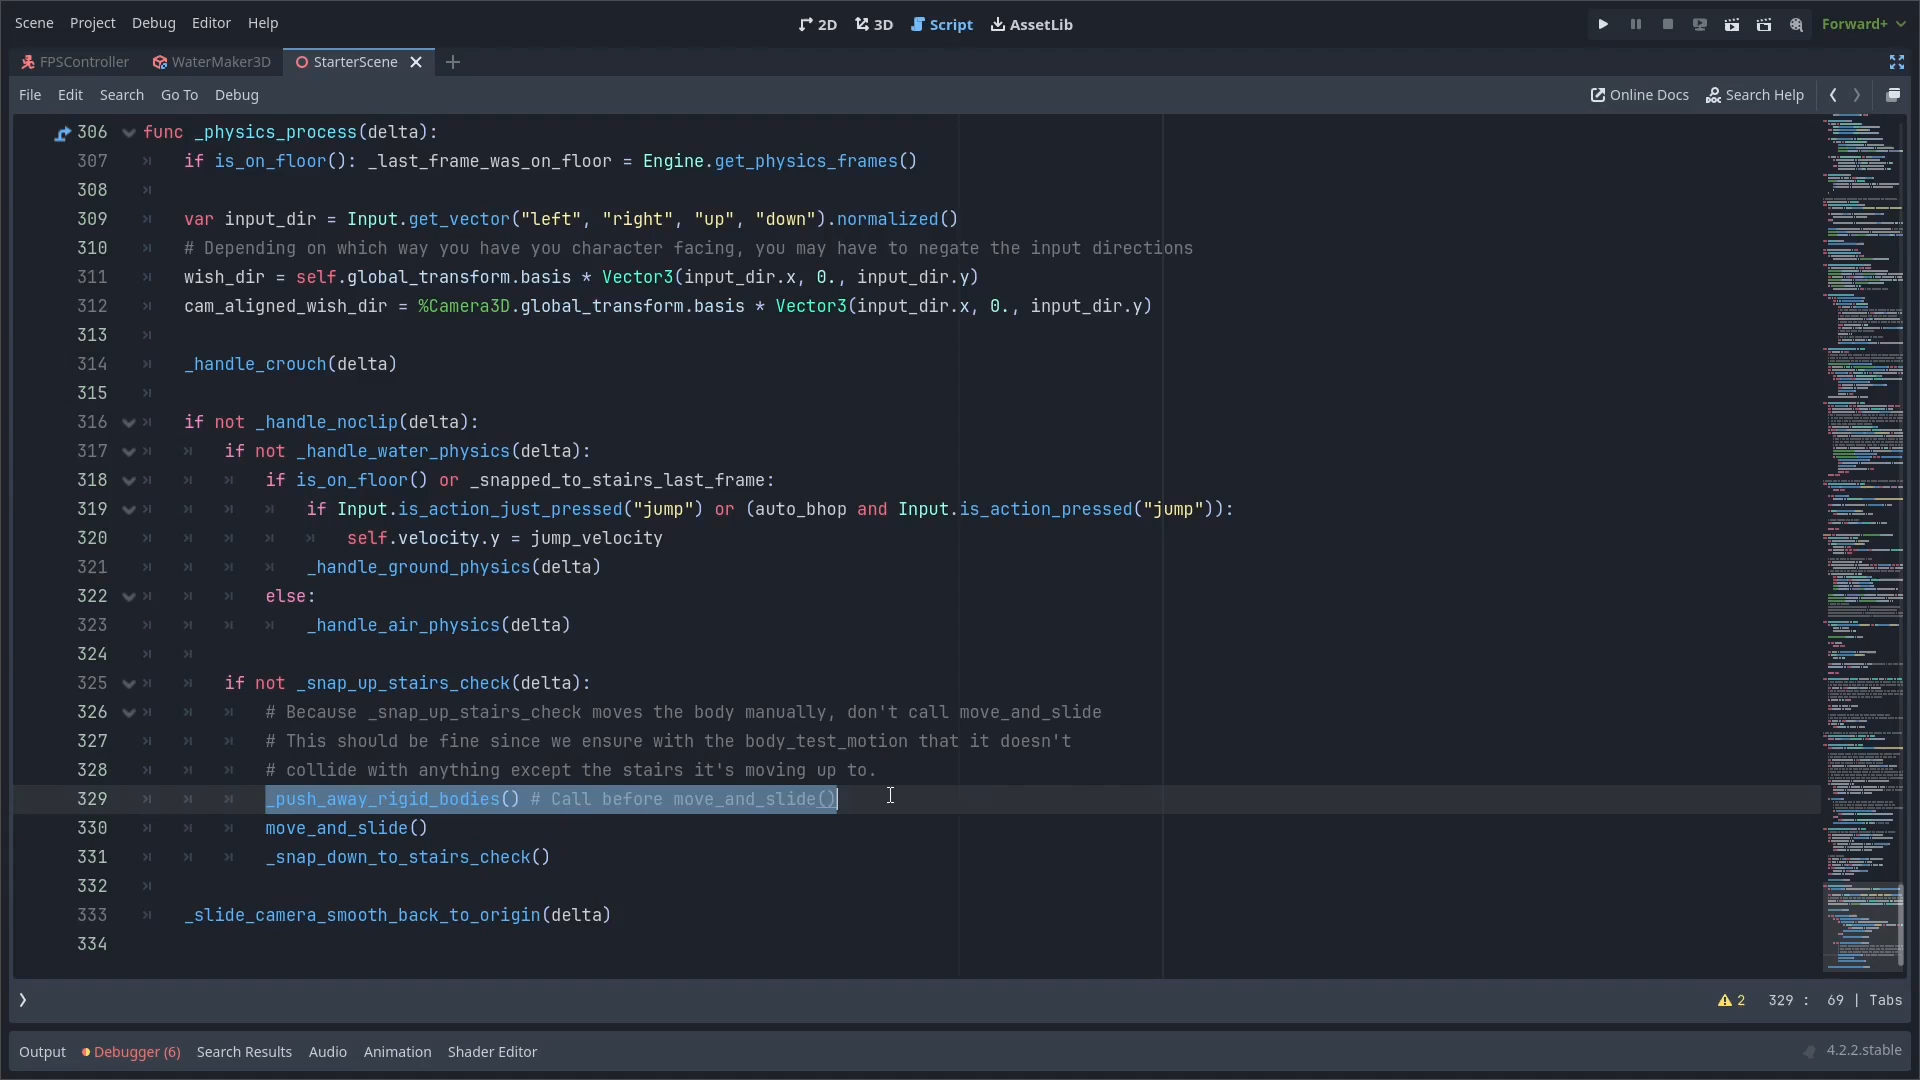 Scene Project Debug Editor Help 2D 3D Script AssetLib Forward+
FPSController WaterMaker3D StarterScene
File Edit Search Go To Debug Online Docs Search Help
306 func _physics_process(delta):
307 if is_on_floor(): _last_frame_was_on_floor = Engine.get_physics_frames()
308
309 var input_dir = Input.get_vector("left", "right", "up", "down").normalized()
310 # Depending on which way you have you character facing, you may have to negate the input directions
311 wish_dir = self.global_transform.basis * Vector3(input_dir.x, 0., input_dir.y)
312 cam_aligned_wish_dir = %Camera3D.global_transform.basis * Vector3(input_dir.x, 0., input_dir.y)
313
314 _handle_crouch(delta)
315
316 if not _handle_noclip(delta):
317 if not _handle_water_physics(delta):
318 if is_on_floor() or _snapped_to_stairs_last_frame:
319 if Input.is_action_just_pressed("jump") or (auto_bhop and Input.is_action_pressed("jump")):
320 self.velocity.y = jump_velocity
321 _handle_ground_physics(delta)
322 else:
323 _handle_air_physics(delta)
324
325 if not _snap_up_stairs_check(delta):
326 # Because _snap_up_stairs_check moves the body manually, don't call move_and_slide
327 # This should be fine since we ensure with the body_test_motion that it doesn't
328 # collide with anything except the stairs it's moving up to.
329 _push_away_rigid_bodies() # Call before move_and_slide()
330 move_and_slide()
331 _snap_down_to_stairs_check()
332
333 _slide_camera_smooth_back_to_origin(delta)
334
2 329 : 69 | Tabs
Output Debugger (6) Search Results Audio Animation Shader Editor 4.2.2.stable